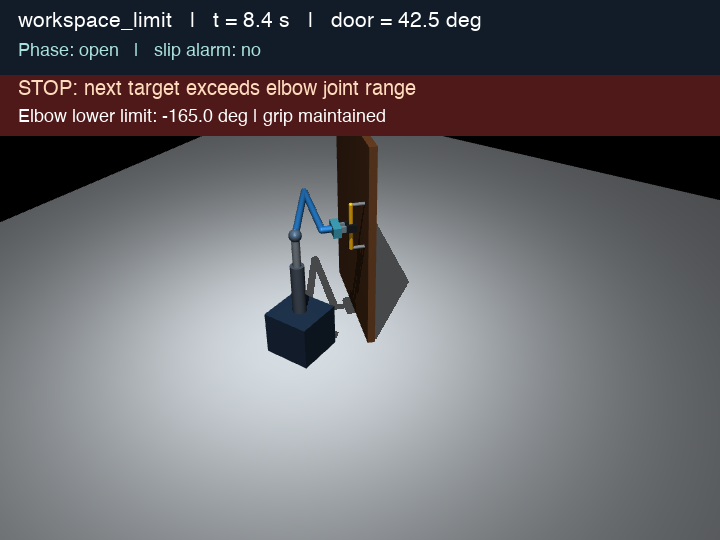 workspace_limit | t = 8.4 s | door = 42.5 deg
Phase: open | slip alarm: no
STOP: next target exceeds elbow joint range
Elbow lower limit: -165.0 deg | grip maintained